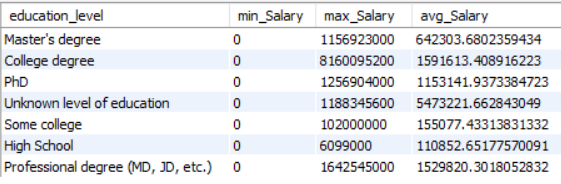 education_level min_Salary max_Salary avg_Salary
Master's degree 0 1156923000 642303.6802359434
College degree 0 8160095200 1591613.408916223
PhD 0 1256904000 1153141.9373384723
Unknown level of education 0 1188345600 5473221.662843049
Some college 0 102000000 155077.43313831332
High School 0 6099000 110852.65177570091
Professional degree (MD, JD, etc.) 0 1642545000 1529820.3018052832